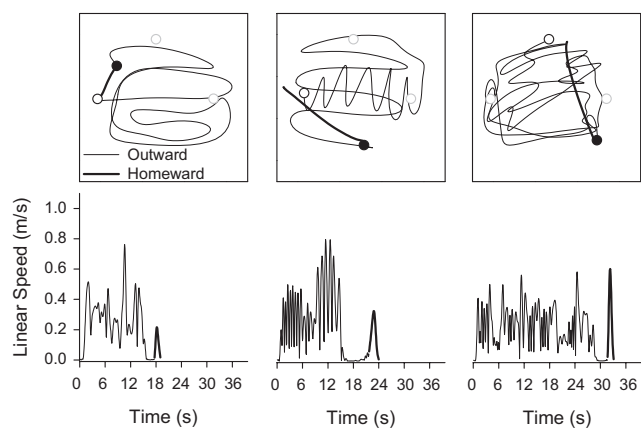 Outward
Homeward
Linear Speed (m/s)
1.0
0.8
0.6
0.4
0.2
0.0
0 6 12 18 24 30 36
0 6 12 18 24 30 36
0 6 12 18 24 30 36
Time (s)
Time (s)
Time (s)